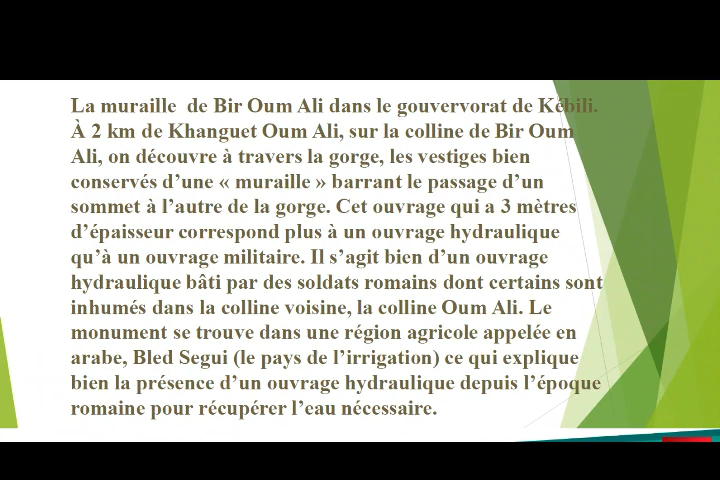 La muraille  de Bir Oum Ali dans le gouvervorat de Kébili.
À 2 km de Khanguet Oum Ali, sur la colline de Bir Oum
Ali, on découvre à travers la gorge, les vestiges bien
conservés d’une « muraille » barrant le passage d’un
sommet à l’autre de la gorge. Cet ouvrage qui a 3 mètres
d’épaisseur correspond plus à un ouvrage hydraulique
qu’à un ouvrage militaire. Il s’agit bien d’un ouvrage
hydraulique bâti par des soldats romains dont certains sont
inhumés dans la colline voisine, la colline Oum Ali. Le
monument se trouve dans une région agricole appelée en
arabe, Bled Segui (le pays de l’irrigation) ce qui explique
bien la présence d’un ouvrage hydraulique depuis l’époque
romaine pour récupérer l’eau nécessaire.